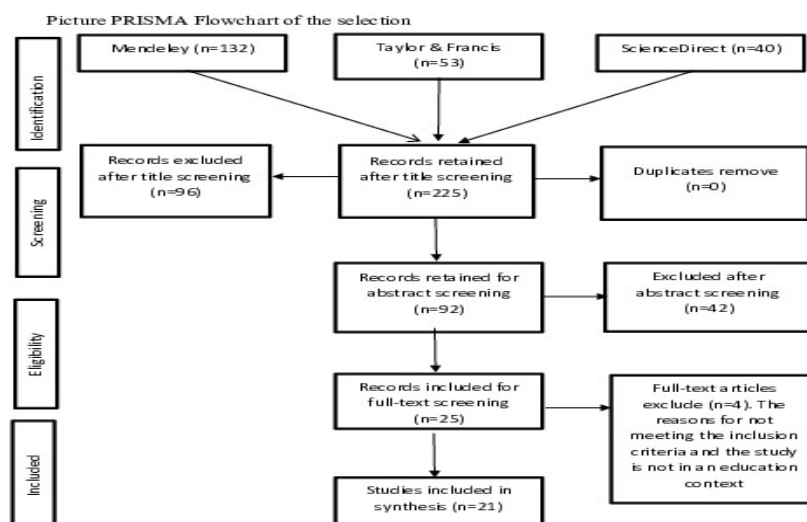 Picture PRISMA Flowchart of the selection
Mendeley (n=132)
Taylor & Francis
(n=53)
ScienceDirect (n=40)
Identification
Records excluded
after title screening
(n=96)
Records retained
after title screening
(n=225)
Duplicates remove
(n=0)
Screening
Records retained for
abstract screening
(n=92)
Excluded after
abstract screening
(n=42)
Eligibility
Records included for
full-text screening
(n=25)
Full-text articles
exclude (n=4). The
reasons for not
meeting the inclusion
criteria and the study
is not in an education
context
Included
Studies included in
synthesis (n=21)